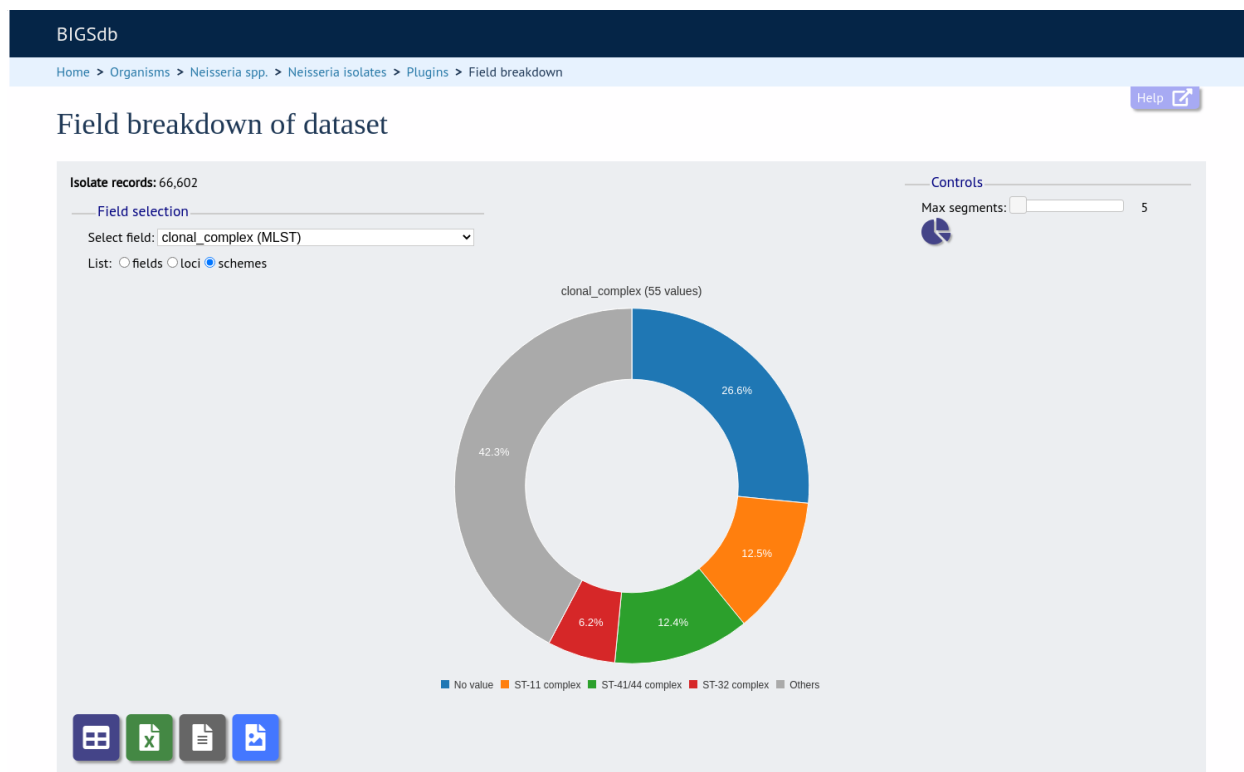 BIGSdb
Home > Organisms > Neisseria spp. > Neisseria isolates > Plugins > Field breakdown
Help
Field breakdown of dataset
Isolate records: 66,602
Controls
Max segments: 5
Field selection
Select field: clonal_complex (MLST)
List: fields loci schemes
clonal_complex (55 values)
26.6%
42.3%
12.5%
6.2% 12.4%
No value ST-11 complex ST-41/44 complex ST-32 complex Others